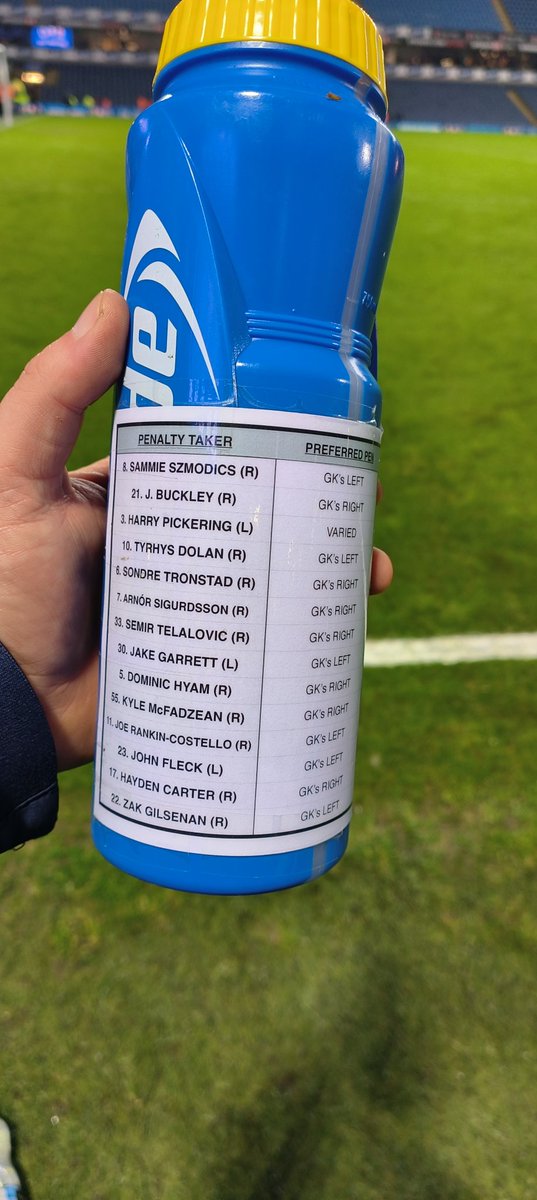 de
PENALTY TAKER PREFERRED PEN
8. SAMMIE SZMODICS (R) GK's LEFT
21. J. BUCKLEY (R) GK's RIGHT
3. HARRY PICKERING (L) VARIED
10. TYRHYS DOLAN (R) GK's LEFT
6. SONDRE TRONSTAD (R) GK's RIGHT
7. ARNÓR SIGURDSSON (R) GK's RIGHT
33. SEMIR TELALOVIC (R) GK's RIGHT
30. JAKE GARRETT (L) GK's LEFT
5. DOMINIC HYAM (R) GK's RIGHT
55. KYLE McFADZEAN (R) GK's RIGHT
11. JOE RANKIN-COSTELLO (R) GK's LEFT
23. JOHN FLECK (L) GK's LEFT
17. HAYDEN CARTER (R) GK's RIGHT
22. ZAK GILSENAN (R) GK's LEFT